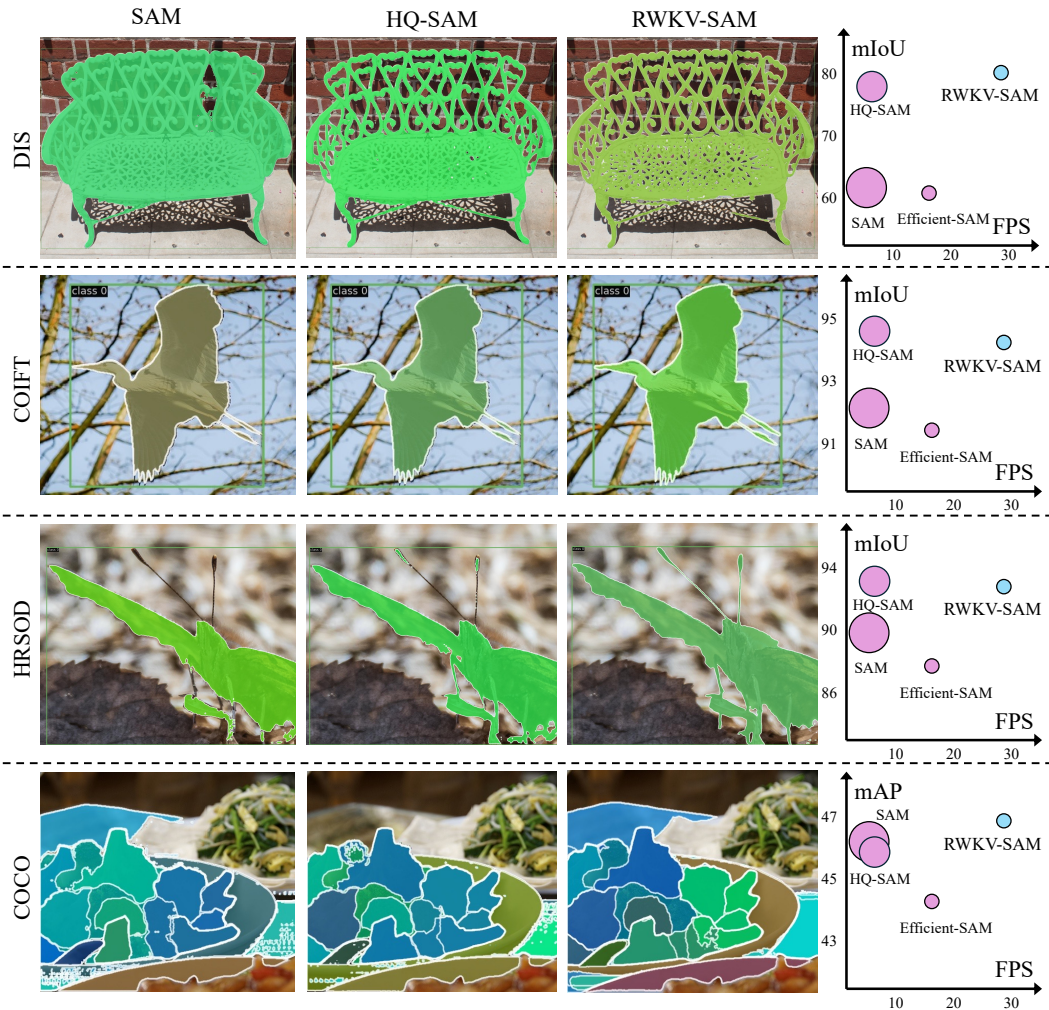 SAM HQ-SAM RWKV-SAM
DIS
mIoU
80
HQ-SAM
RWKV-SAM
70
60
SAM
Efficient-SAM
FPS
10 20 30
COIFT
class 0
class 0
class 0
mIoU
95
HQ-SAM
RWKV-SAM
93
SAM
91
Efficient-SAM
FPS
10 20 30
HRSOD
mIoU
94
HQ-SAM
RWKV-SAM
90
SAM
86
Efficient-SAM
FPS
10 20 30
COCO
mAP
47
SAM
RWKV-SAM
45
HQ-SAM
Efficient-SAM
43
FPS
10 20 30